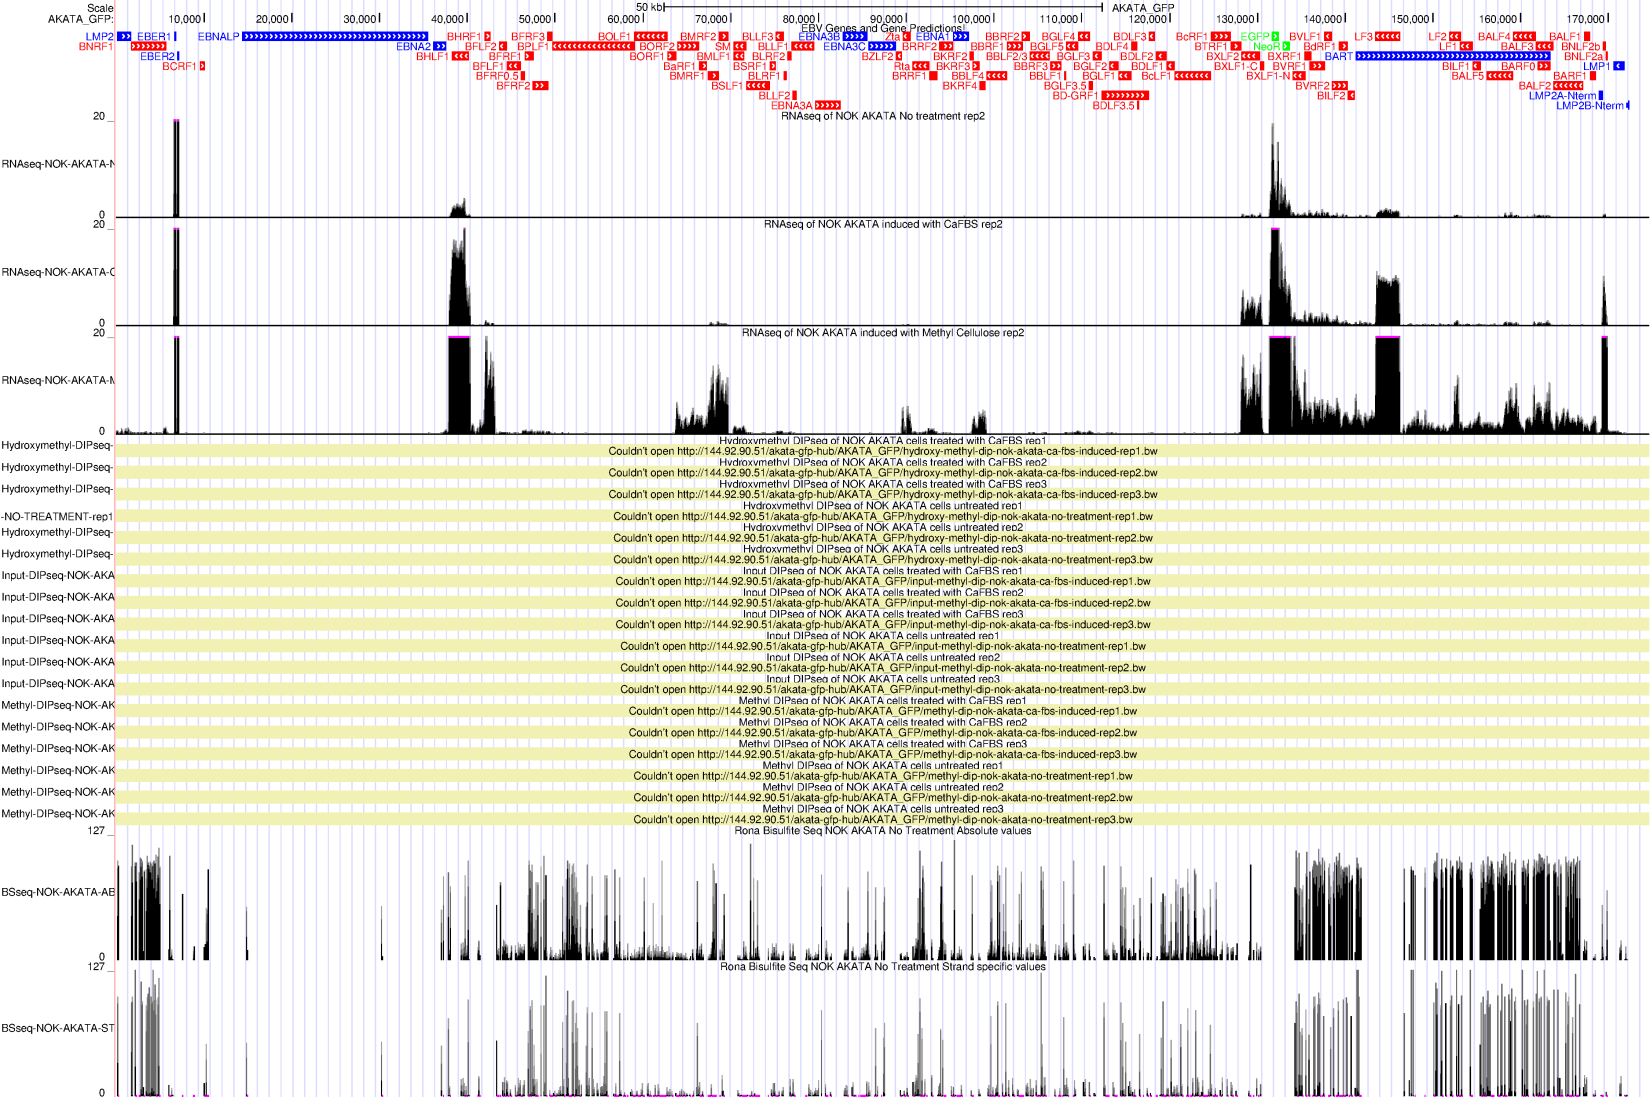 Scale 50 kb AKATA_GFP
AKATA_GFP: 10,000 20,000 30,000 40,000 50,000 60,000 70,000 80,000 90,000 100,000 110,000 120,000 130,000 140,000 150,000 160,000 170,000
EBV Genes and Gene Predictions
LMP2 EBER1 EBNALP BHRF1 BFRF3 BOLF1 BMRF2 BLLF3 EBNA3B Zta EBNA1 BBRF2 BGLF4 BDLF3 BcRF1 EGFP BVLF1 LF3 LF2 BALF4 BALF1
BNRF1 EBNA2 BFLF2 BPLF1 BORF2 SM BLLF1 EBNA3C BRRF2 BBRF1 BGLF5 BDLF4 BTRF1 NeoR BdRF1 LF1 BALF3 BNLF2b
EBER2 BHLF1 BFRF1 BORF1 BMLF1 BLRF2 BZLF2 BKRF2 BBLF2/3 BGLF3 BDLF2 BXLF2 BXRF1 BART BNLF2a
BCRF1 BFLF1 BaRF1 BSRF1 Rta BKRF3 BBRF3 BGLF2 BDLF1 BXLF1-C BVRF1 BILF1 BARF0 LMP1
BFRF0.5 BMRF1 BLRF1 BRRF1 BBLF4 BBLF1 BGLF1 BcLF1 BXLF1-N BALF5 BARF1
BFRF2 BSLF1 BKRF4 BGLF3.5 BVRF2 BALF2
BLLF2 BD-GRF1 BILF2 LMP2A-Nterm
EBNA3A BDLF3.5 LMP2B-Nterm
RNAseq of NOK AKATA No treatment rep2
20
RNAseq-NOK-AKATA-N
0
RNAseq of NOK AKATA induced with CaFBS rep2
20
RNAseq-NOK-AKATA-C
0
RNAseq of NOK AKATA induced with Methyl Cellulose rep2
20
RNAseq-NOK-AKATA-M
0
Hydroxymethyl DIPseq of NOK AKATA cells treated with CaFBS rep1
Hydroxymethyl-DIPseq-
Couldn't open http://144.92.90.51/akata-gfp-hub/AKATA_GFP/hydroxy-methyl-dip-nok-akata-ca-fbs-induced-rep1.bw
Hydroxymethyl DIPseq of NOK AKATA cells treated with CaFBS rep2
Hydroxymethyl-DIPseq-
Couldn't open http://144.92.90.51/akata-gfp-hub/AKATA_GFP/hydroxy-methyl-dip-nok-akata-ca-fbs-induced-rep2.bw
Hydroxymethyl DIPseq of NOK AKATA cells treated with CaFBS rep3
Hydroxymethyl-DIPseq-
Couldn't open http://144.92.90.51/akata-gfp-hub/AKATA_GFP/hydroxy-methyl-dip-nok-akata-ca-fbs-induced-rep3.bw
Hydroxymethyl DIPseq of NOK AKATA cells untreated rep1
-NO-TREATMENT-rep1
Couldn't open http://144.92.90.51/akata-gfp-hub/AKATA_GFP/hydroxy-methyl-dip-nok-akata-no-treatment-rep1.bw
Hydroxymethyl DIPseq of NOK AKATA cells untreated rep2
Hydroxymethyl-DIPseq-
Couldn't open http://144.92.90.51/akata-gfp-hub/AKATA_GFP/hydroxy-methyl-dip-nok-akata-no-treatment-rep2.bw
Hydroxymethyl DIPseq of NOK AKATA cells untreated rep3
Hydroxymethyl-DIPseq-
Couldn't open http://144.92.90.51/akata-gfp-hub/AKATA_GFP/hydroxy-methyl-dip-nok-akata-no-treatment-rep3.bw
Input DIPseq of NOK AKATA cells treated with CaFBS rep1
Input-DIPseq-NOK-AKA
Couldn't open http://144.92.90.51/akata-gfp-hub/AKATA_GFP/input-methyl-dip-nok-akata-ca-fbs-induced-rep1.bw
Input DIPseq of NOK AKATA cells treated with CaFBS rep2
Input-DIPseq-NOK-AKA
Couldn't open http://144.92.90.51/akata-gfp-hub/AKATA_GFP/input-methyl-dip-nok-akata-ca-fbs-induced-rep2.bw
Input DIPseq of NOK AKATA cells treated with CaFBS rep3
Input-DIPseq-NOK-AKA
Couldn't open http://144.92.90.51/akata-gfp-hub/AKATA_GFP/input-methyl-dip-nok-akata-ca-fbs-induced-rep3.bw
Input DIPseq of NOK AKATA cells untreated rep1
Input-DIPseq-NOK-AKA
Couldn't open http://144.92.90.51/akata-gfp-hub/AKATA_GFP/input-methyl-dip-nok-akata-no-treatment-rep1.bw
Input DIPseq of NOK AKATA cells untreated rep2
Input-DIPseq-NOK-AKA
Couldn't open http://144.92.90.51/akata-gfp-hub/AKATA_GFP/input-methyl-dip-nok-akata-no-treatment-rep2.bw
Input DIPseq of NOK AKATA cells untreated rep3
Input-DIPseq-NOK-AKA
Couldn't open http://144.92.90.51/akata-gfp-hub/AKATA_GFP/input-methyl-dip-nok-akata-no-treatment-rep3.bw
Methyl DIPseq of NOK AKATA cells treated with CaFBS rep1
Methyl-DIPseq-NOK-AK
Couldn't open http://144.92.90.51/akata-gfp-hub/AKATA_GFP/methyl-dip-nok-akata-ca-fbs-induced-rep1.bw
Methyl DIPseq of NOK AKATA cells treated with CaFBS rep2
Methyl-DIPseq-NOK-AK
Couldn't open http://144.92.90.51/akata-gfp-hub/AKATA_GFP/methyl-dip-nok-akata-ca-fbs-induced-rep2.bw
Methyl DIPseq of NOK AKATA cells treated with CaFBS rep3
Methyl-DIPseq-NOK-AK
Couldn't open http://144.92.90.51/akata-gfp-hub/AKATA_GFP/methyl-dip-nok-akata-ca-fbs-induced-rep3.bw
Methyl DIPseq of NOK AKATA cells untreated rep1
Methyl-DIPseq-NOK-AK
Couldn't open http://144.92.90.51/akata-gfp-hub/AKATA_GFP/methyl-dip-nok-akata-no-treatment-rep1.bw
Methyl DIPseq of NOK AKATA cells untreated rep2
Methyl-DIPseq-NOK-AK
Couldn't open http://144.92.90.51/akata-gfp-hub/AKATA_GFP/methyl-dip-nok-akata-no-treatment-rep2.bw
Methyl DIPseq of NOK AKATA cells untreated rep3
Methyl-DIPseq-NOK-AK
Couldn't open http://144.92.90.51/akata-gfp-hub/AKATA_GFP/methyl-dip-nok-akata-no-treatment-rep3.bw
Rona Bisulfite Seq NOK AKATA No Treatment Absolute values
127
BSseq-NOK-AKATA-AB
0
Rona Bisulfite Seq NOK AKATA No Treatment Strand specific values
127
BSseq-NOK-AKATA-ST
0